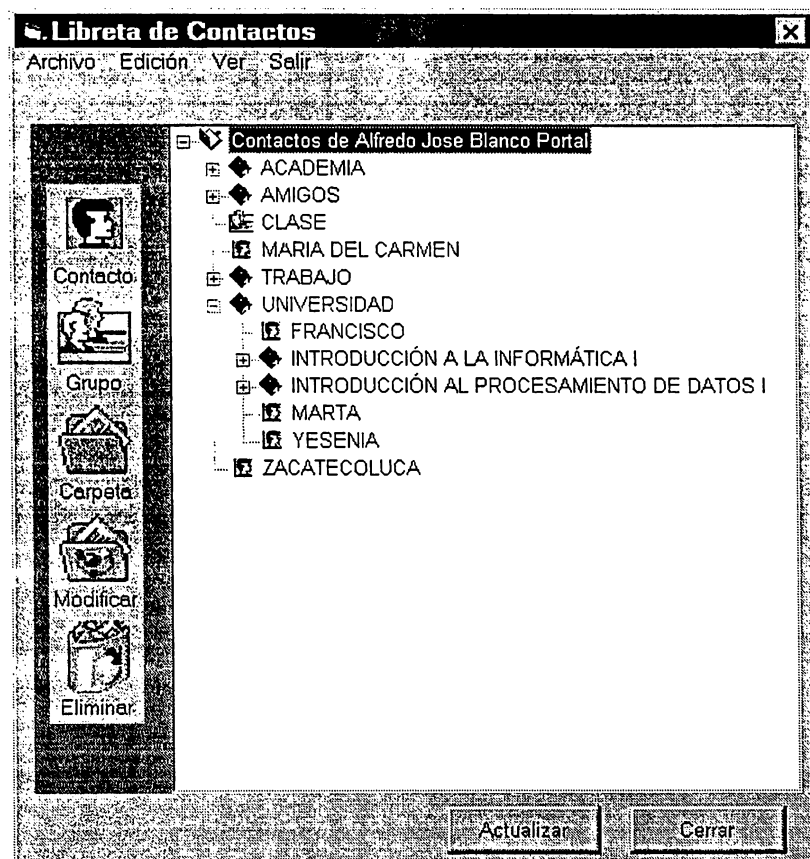 Libreta de Contactos
Archivo Edición Ver Salir
Contactos de Alfredo Jose Blanco Portal
ACADEMIA
AMIGOS
CLASE
MARIA DEL CARMEN
TRABAJO
UNIVERSIDAD
FRANCISCO
INTRODUCCIÓN A LA INFORMÁTICA I
INTRODUCCIÓN AL PROCESAMIENTO DE DATOS I
MARTA
YESENIA
ZACATECOLUCA
Contacto
Grupo
Carpeta
Modificar
Eliminar
Actualizar Cerrar